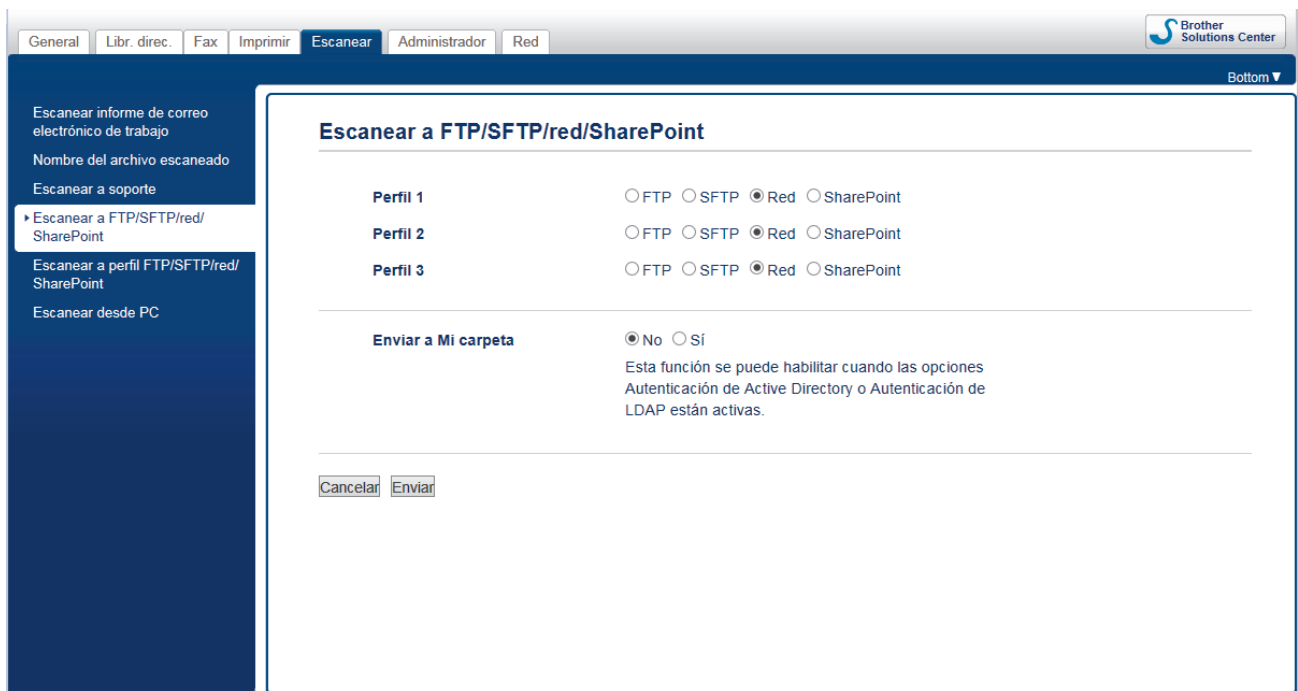 General Libr. direc. Fax Imprimir Escanear Administrador Red
Brother
Solutions Center
Bottom▼
Escanear informe de correo
electrónico de trabajo
Nombre del archivo escaneado
Escanear a soporte
Escanear a FTP/SFTP/red/
SharePoint
Escanear a perfil FTP/SFTP/red/
SharePoint
Escanear desde PC
Escanear a FTP/SFTP/red/SharePoint
Perfil 1 FTP SFTP Red SharePoint
Perfil 2 FTP SFTP Red SharePoint
Perfil 3 FTP SFTP Red SharePoint
Enviar a Mi carpeta No Sí
Esta función se puede habilitar cuando las opciones
Autenticación de Active Directory o Autenticación de
LDAP están activas.
Cancelar Enviar